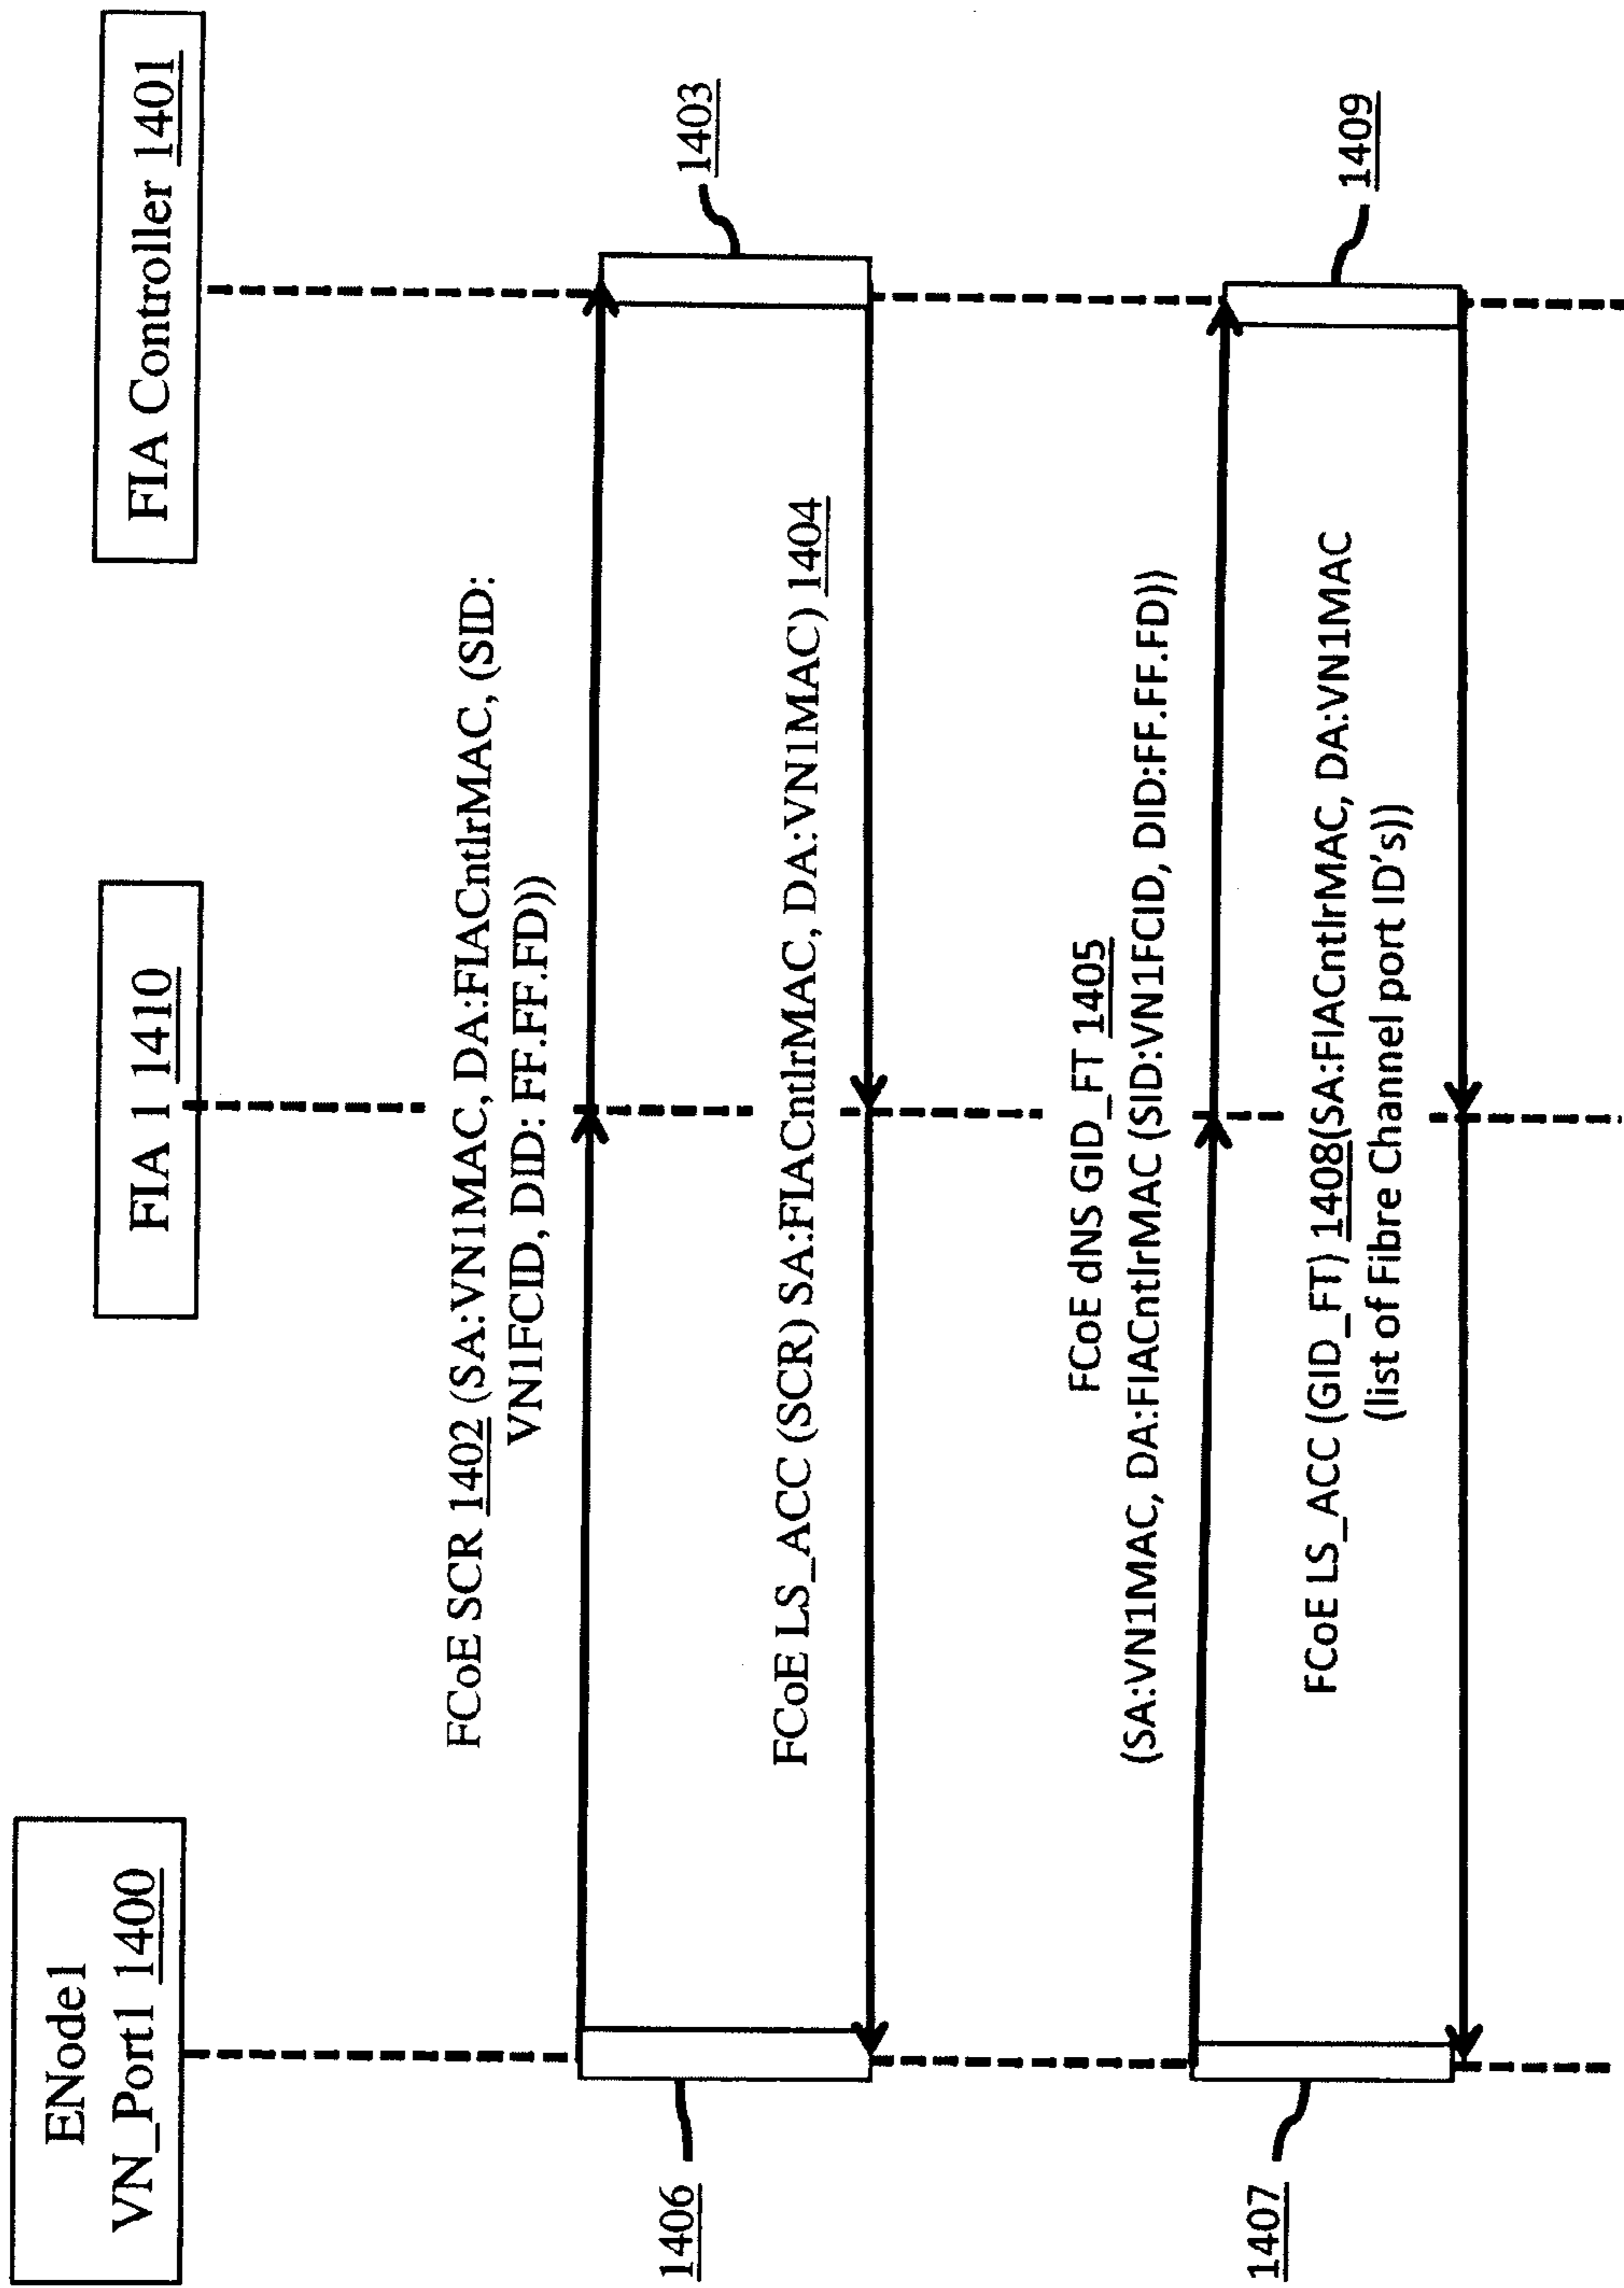 ENode1
VN_Port1 1400
FIA 1 1410
FIA Controller 1401
FCoE SCR 1402 (SA:VN1MAC, DA:FIACntlrMAC, (SID:
VN1FCID, DID: FF.FF.FD))
1406
1403
FCoE LS_ACC (SCR) SA:FIACntlrMAC, DA:VN1MAC) 1404
FCoE dNS GID_FT 1405
(SA:VN1MAC, DA:FIACntlrMAC (SID:VN1FCID, DID:FF.FF.FD))
1407
1409
FCoE LS_ACC (GID_FT) 1408(SA:FIACntlrMAC, DA:VN1MAC
(list of Fibre Channel port ID's))